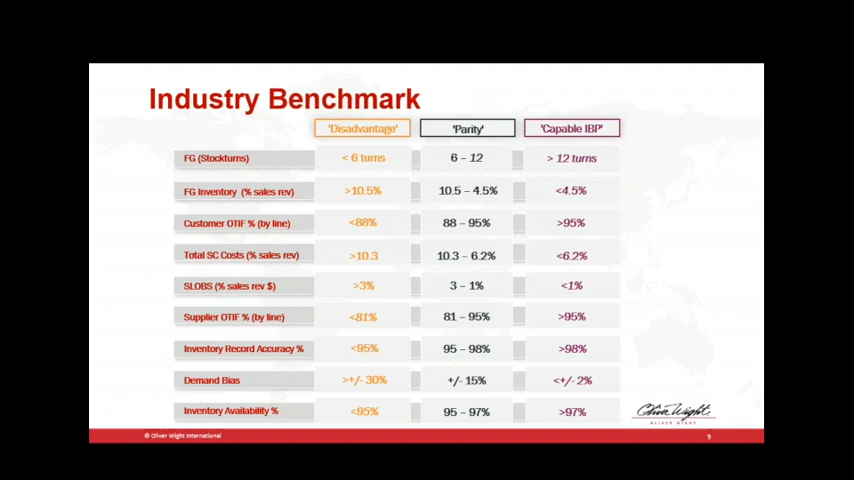 Industry Benchmark
'Disadvantage' 'Parity' 'Capable IBP'
FG (Stockturns) < 6 turns 6 – 12 > 12 turns
FG Inventory (% sales rev) >10.5% 10.5 – 4.5% <4.5%
Customer OTIF % (by line) <88% 88 – 95% >95%
Total SC Costs (% sales rev) >10.3 10.3 – 6.2% <6.2%
SLOBS (% sales rev $) >3% 3 – 1% <1%
Supplier OTIF % (by line) <81% 81 – 95% >95%
Inventory Record Accuracy % <95% 95 – 98% >98%
Demand Bias >+/- 30% +/- 15% <+/- 2%
Inventory Availability % <95% 95 – 97% >97%
Oliver Wight
OLIVER WIGHT
© Oliver Wight International 9